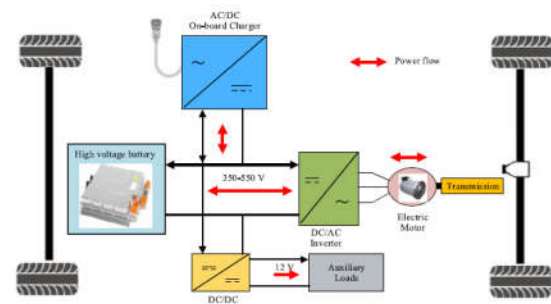 AC/DC
On-board Charger
Power flow
High voltage battery
350-550 V
Transmission
Electric
Motor
DC/AC
Inverter
12 V
Auxiliary
Loads
DC/DC